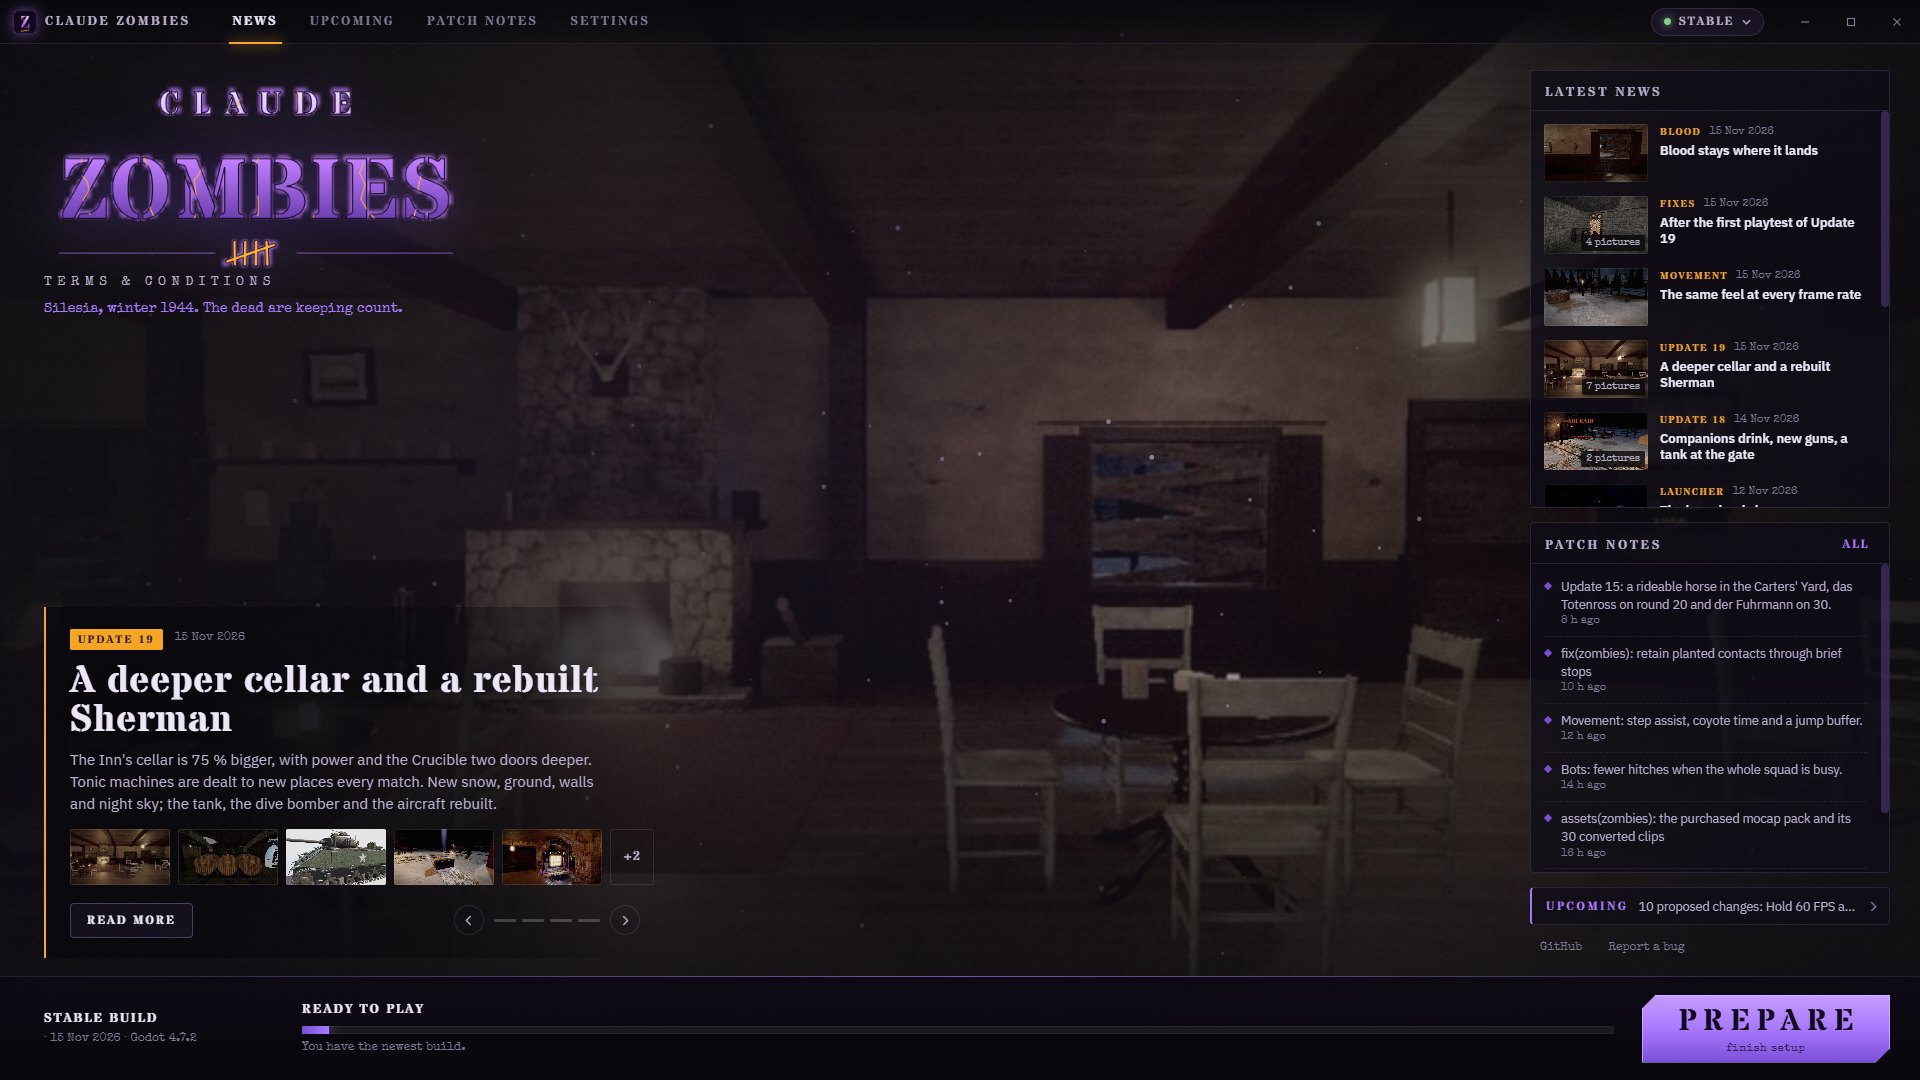 CLAUDE ZOMBIES
NEWS
UPCOMING
PATCH NOTES
SETTINGS
STABLE
CLAUDE
ZOMBIES
TERMS & CONDITIONS
Silesia, winter 1944. The dead are keeping count.
UPDATE 19 15 Nov 2026
A deeper cellar and a rebuilt
Sherman
The Inn's cellar is 75 % bigger, with power and the Crucible two doors deeper.
Tonic machines are dealt to new places every match. New snow, ground, walls
and night sky; the tank, the dive bomber and the aircraft rebuilt.
+2
READ MORE
LATEST NEWS
BLOOD 15 Nov 2026
Blood stays where it lands
FIXES 15 Nov 2026
After the first playtest of Update
19
4 pictures
MOVEMENT 15 Nov 2026
The same feel at every frame rate
UPDATE 19 15 Nov 2026
A deeper cellar and a rebuilt
Sherman
7 pictures
UPDATE 18 14 Nov 2026
Companions drink, new guns, a
tank at the gate
2 pictures
LAUNCHER 12 Nov 2026
PATCH NOTES
ALL
Update 15: a rideable horse in the Carters' Yard, das
Totenross on round 20 and der Fuhrmann on 30.
8 h ago
fix(zombies): retain planted contacts through brief
stops
10 h ago
Movement: step assist, coyote time and a jump buffer.
12 h ago
Bots: fewer hitches when the whole squad is busy.
14 h ago
assets(zombies): the purchased mocap pack and its
30 converted clips
16 h ago
UPCOMING 10 proposed changes: Hold 60 FPS a...
GitHub
Report a bug
STABLE BUILD
· 15 Nov 2026 · Godot 4.7.2
READY TO PLAY
You have the newest build.
PREPARE
finish setup